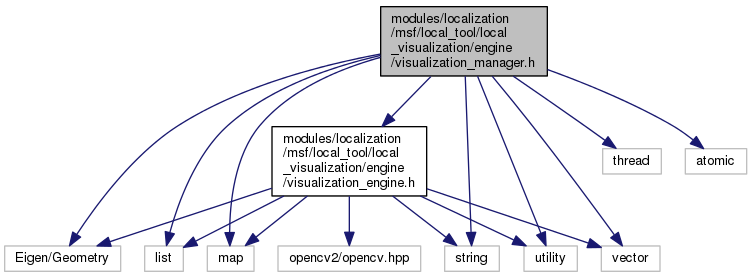 modules/localization
/msf/local_tool/local
_visualization/engine
/visualization_manager.h
modules/localization
/msf/local_tool/local
_visualization/engine
/visualization_engine.h
thread
atomic
Eigen/Geometry
list
map
opencv2/opencv.hpp
string
utility
vector